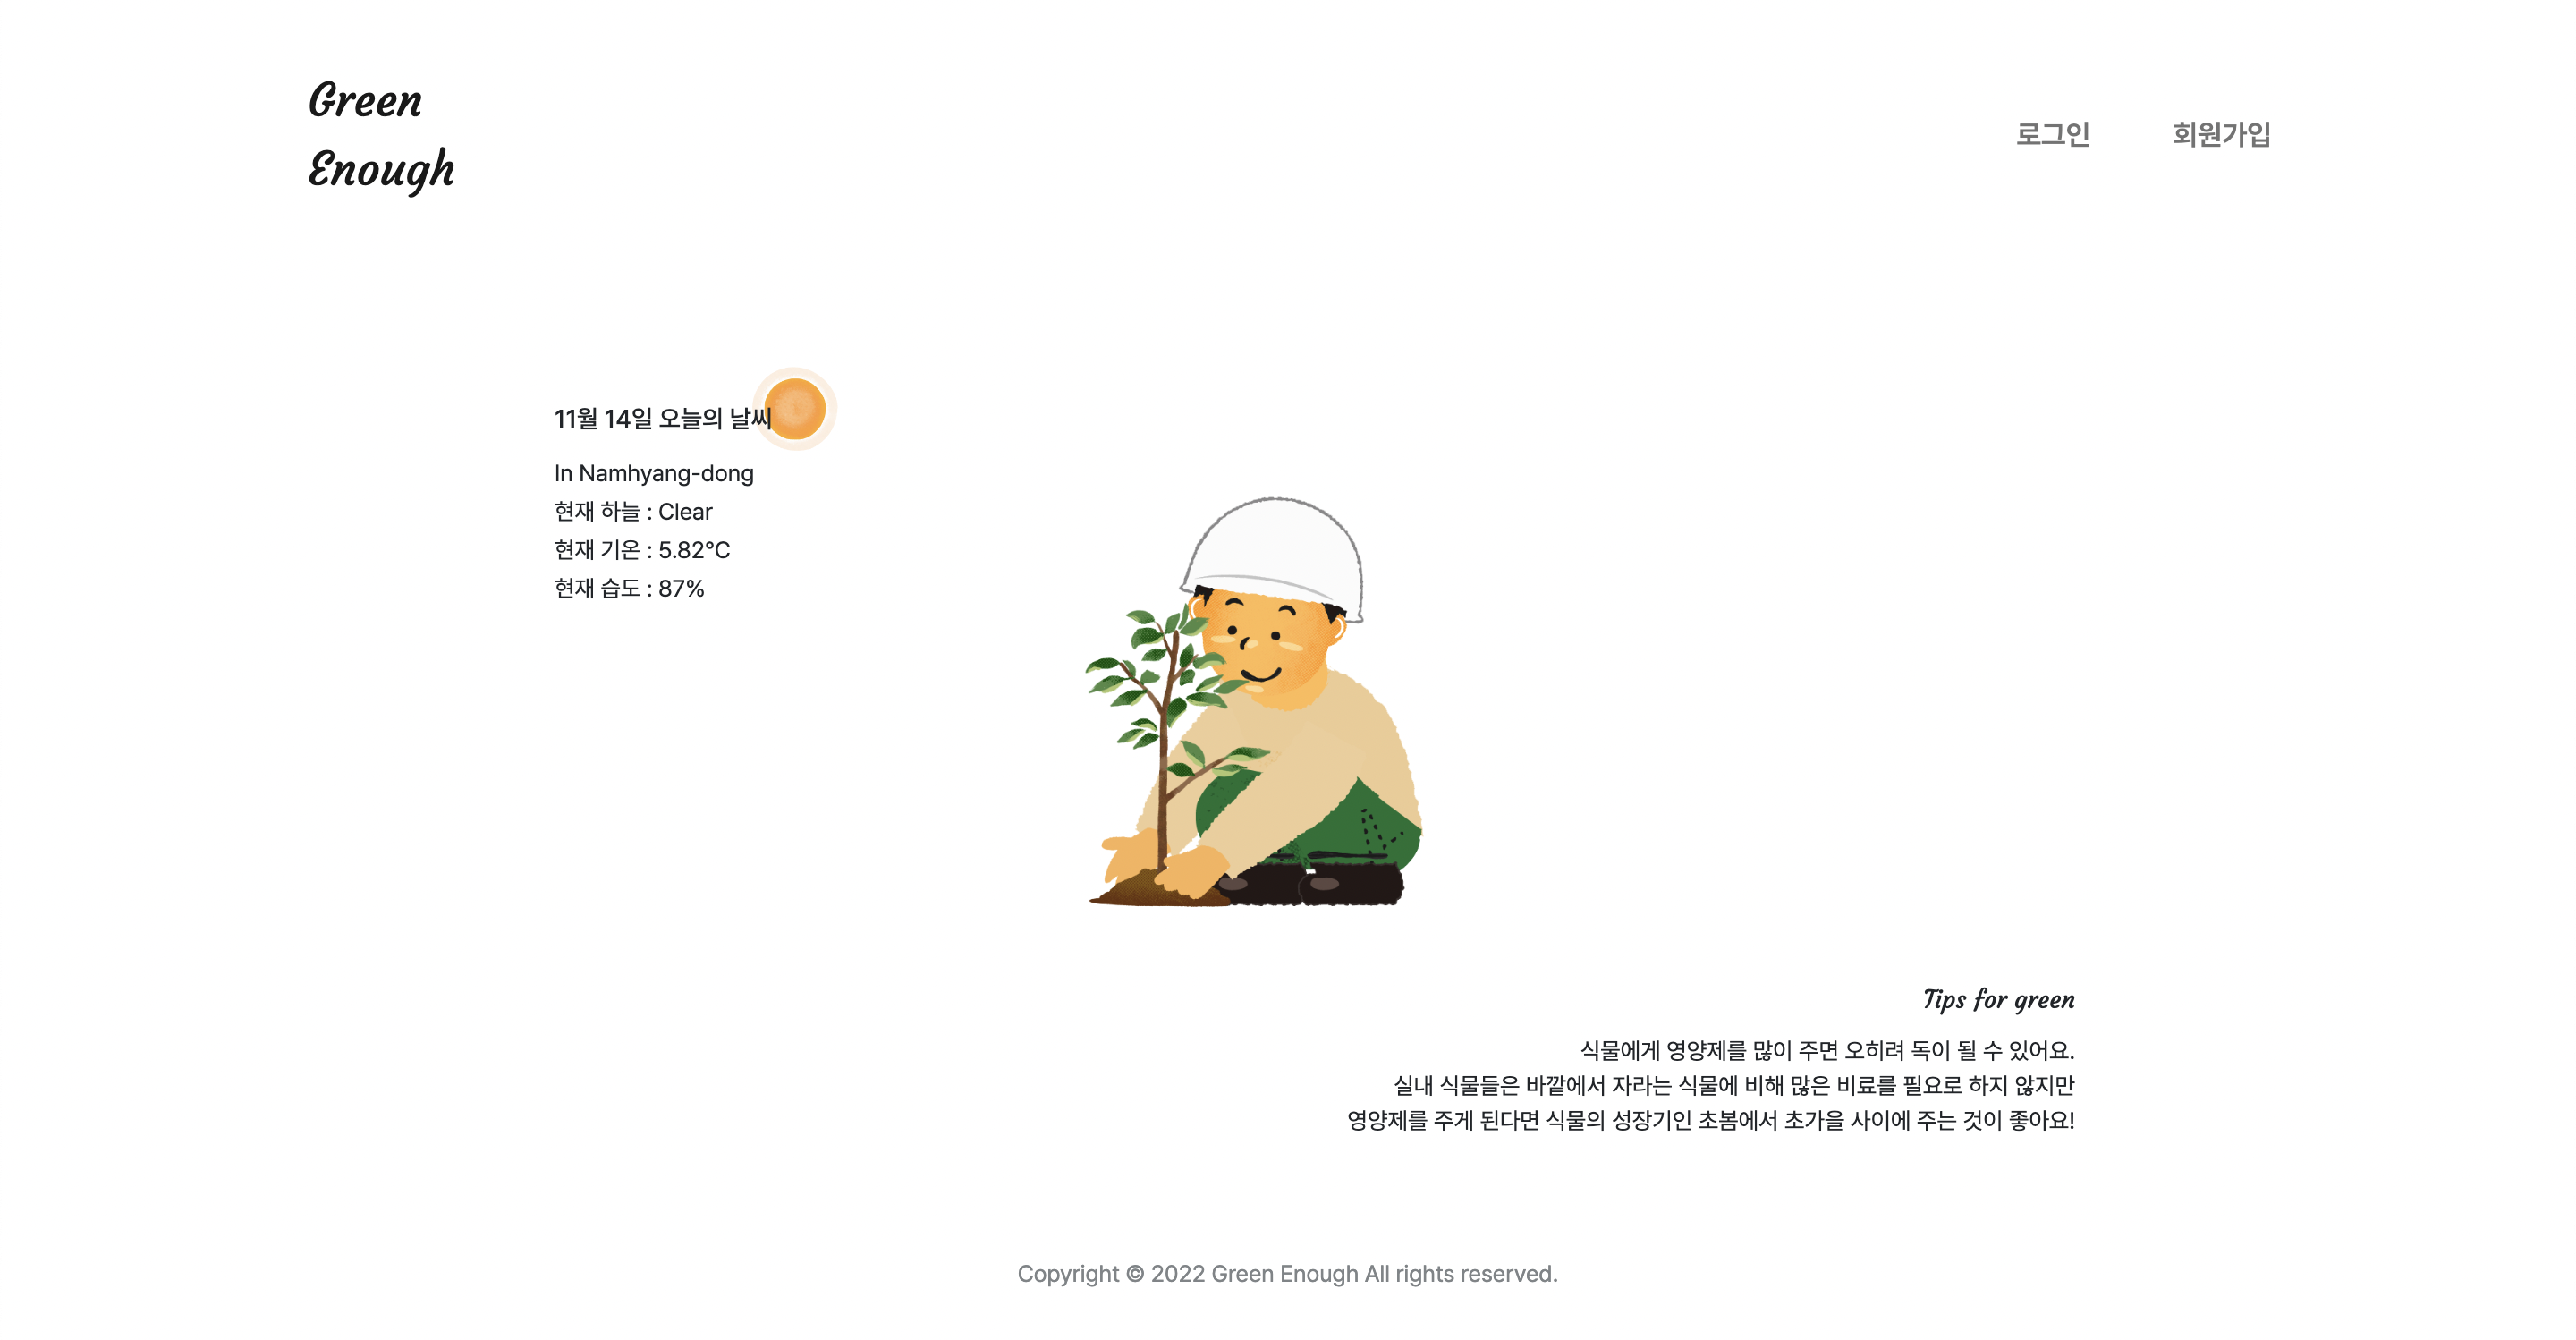 Green
Enough
로그인 회원가입
11월 14일 오늘의 날씨
In Namhyang-dong
현재 하늘 : Clear
현재 기온 : 5.82°C
현재 습도 : 87%
Tips for green
식물에게 영양제를 많이 주면 오히려 독이 될 수 있어요.
실내 식물들은 바깥에서 자라는 식물에 비해 많은 비료를 필요로 하지 않지만
영양제를 주게 된다면 식물의 성장기인 초봄에서 초가을 사이에 주는 것이 좋아요!
Copyright © 2022 Green Enough All rights reserved.